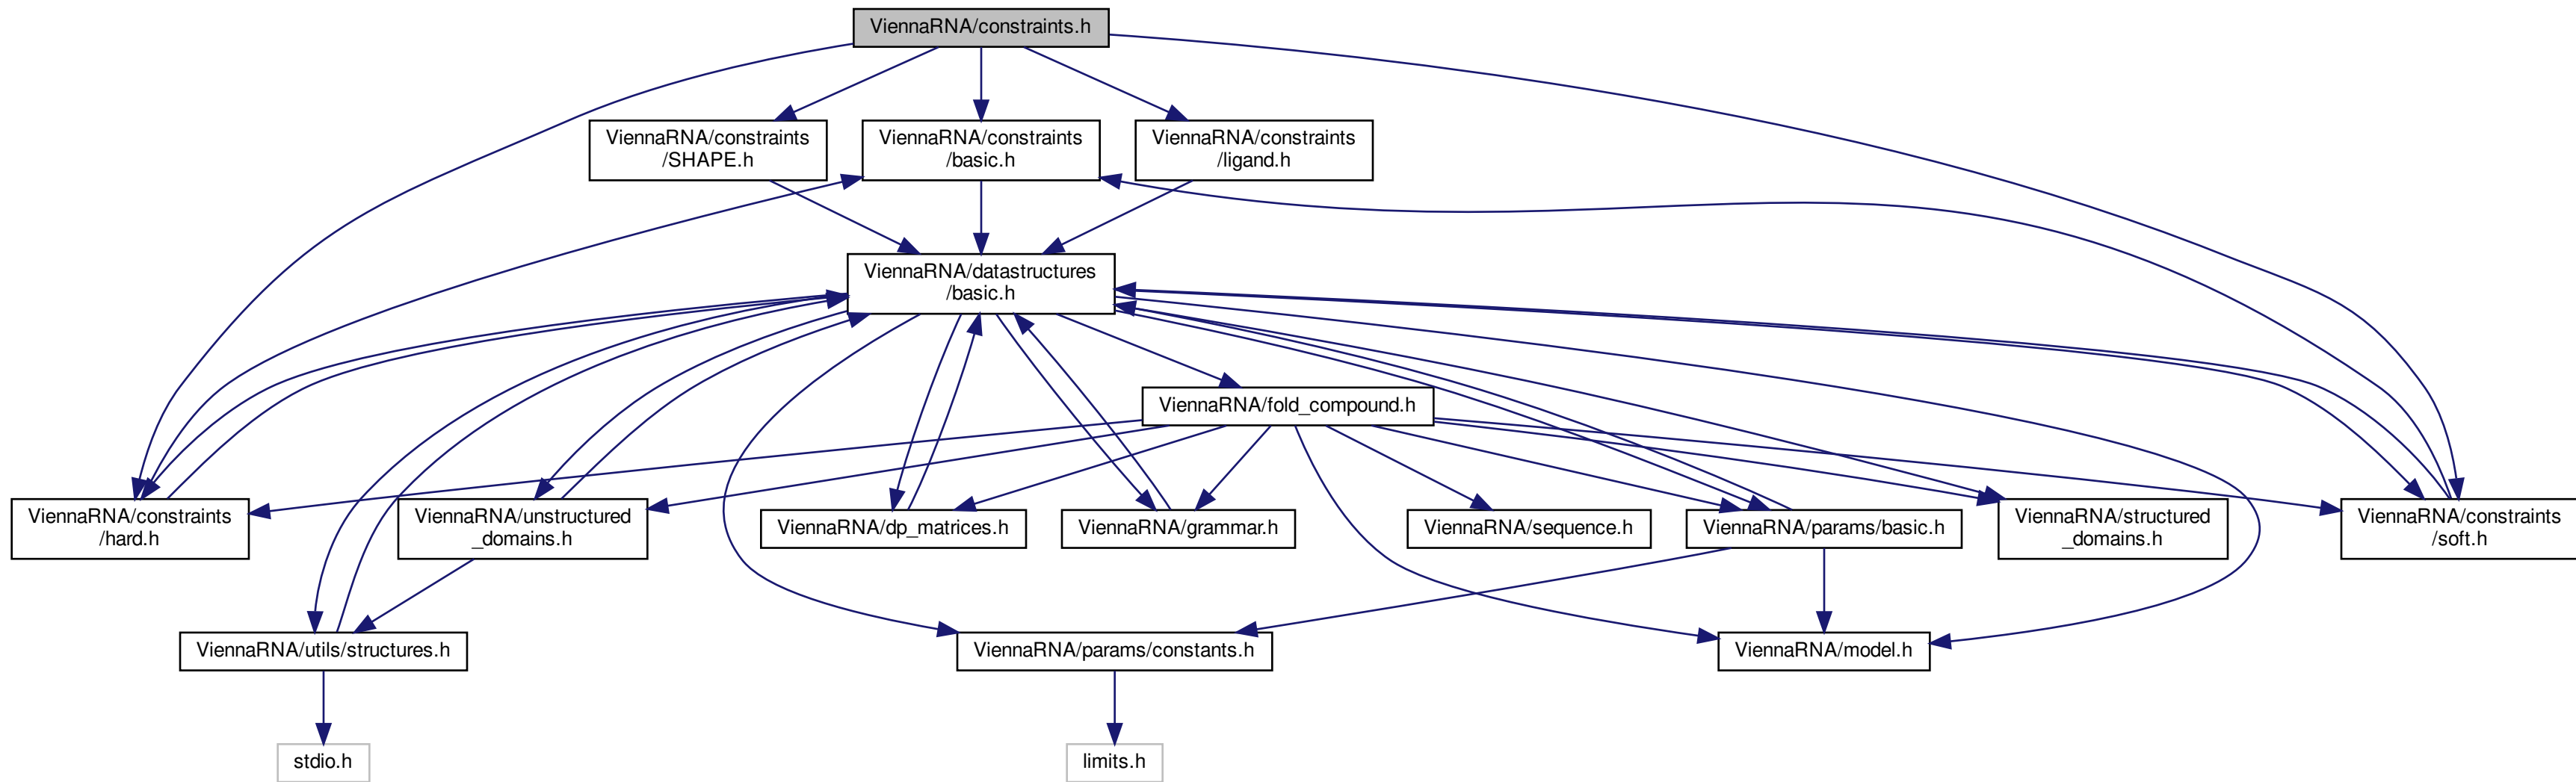 ViennaRNA/constraints.h
ViennaRNA/constraints
/SHAPE.h
ViennaRNA/constraints
/basic.h
ViennaRNA/constraints
/ligand.h
ViennaRNA/datastructures
/basic.h
ViennaRNA/fold_compound.h
ViennaRNA/constraints
/hard.h
ViennaRNA/unstructured
_domains.h
ViennaRNA/dp_matrices.h
ViennaRNA/grammar.h
ViennaRNA/sequence.h
ViennaRNA/params/basic.h
ViennaRNA/structured
_domains.h
ViennaRNA/constraints
/soft.h
ViennaRNA/utils/structures.h
ViennaRNA/params/constants.h
ViennaRNA/model.h
stdio.h
limits.h